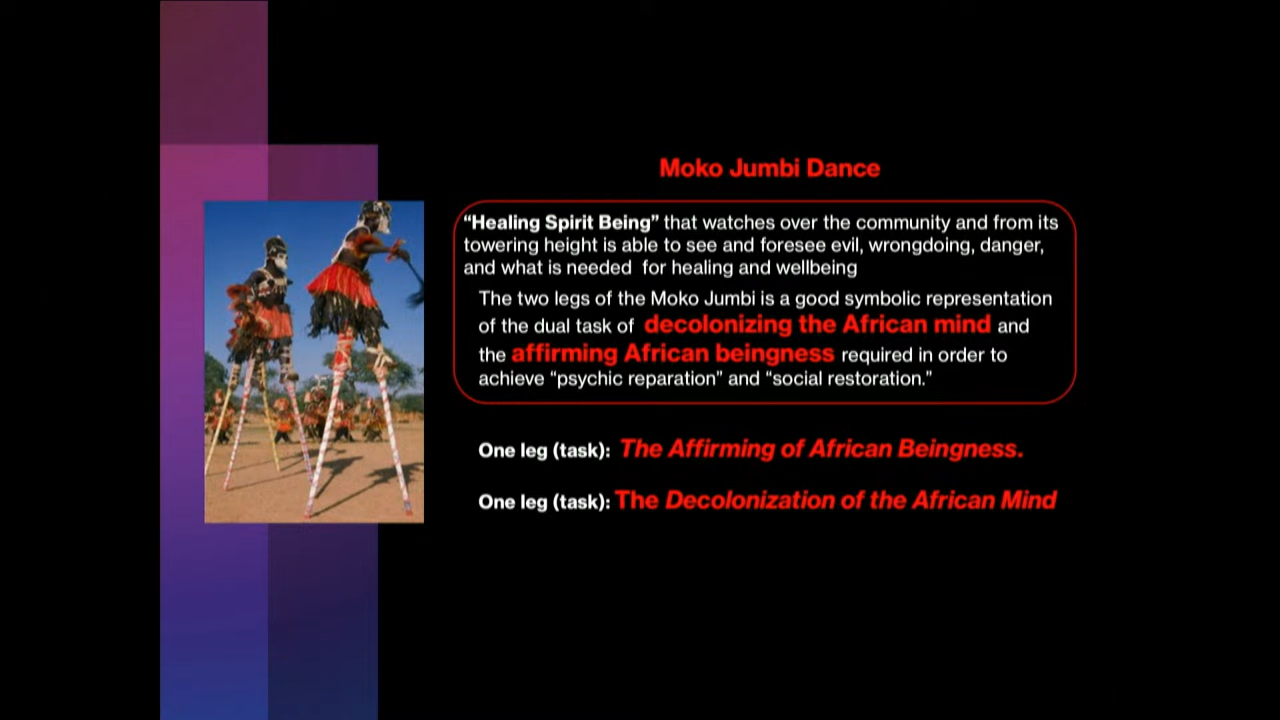 Moko Jumbi Dance
“Healing Spirit Being” that watches over the community and from its
towering height is able to see and foresee evil, wrongdoing, danger,
and what is needed for healing and wellbeing
The two legs of the Moko Jumbi is a good symbolic representation
of the dual task of decolonizing the African mind and
the affirming African beingness required in order to
achieve “psychic reparation” and “social restoration.”
One leg (task): The Affirming of African Beingness.
One leg (task): The Decolonization of the African Mind